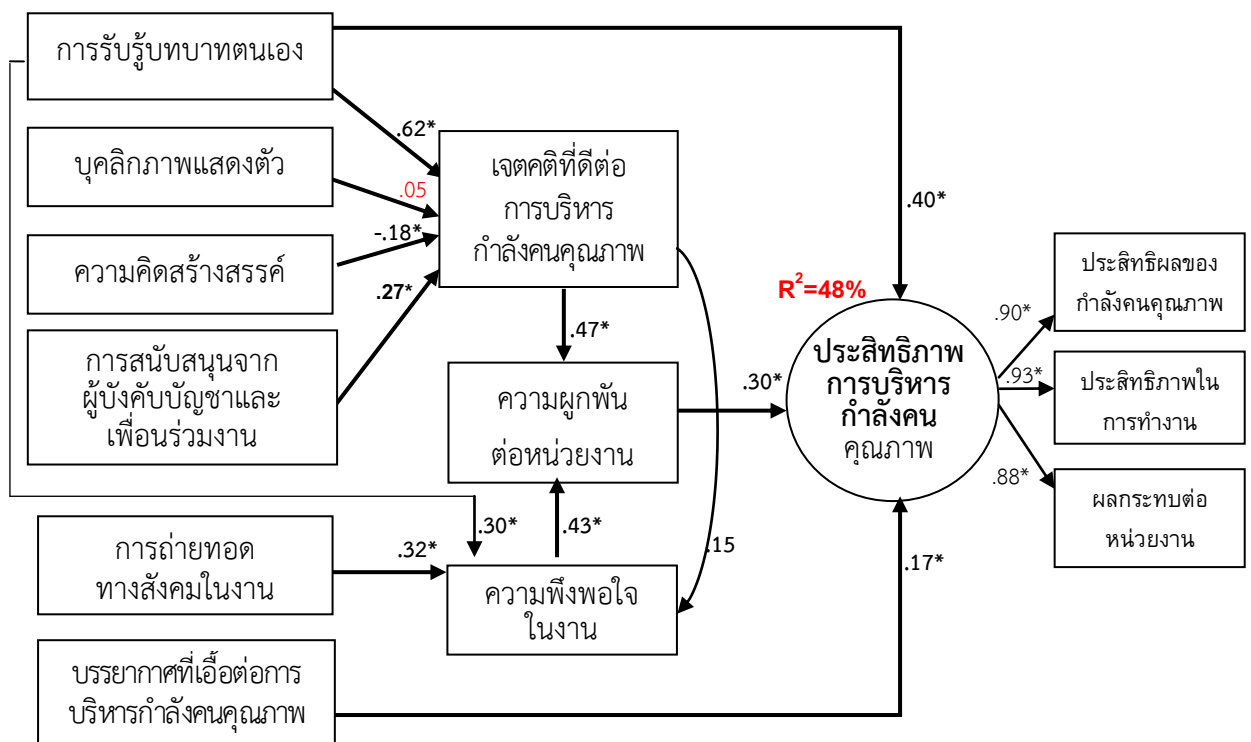 การรับรู้บทบาทตนเอง
.62*
บุคลิกภาพแสดงตัว
.05
ความคิดสร้างสรรค์
-.18*
การสนับสนุนจาก
ผู้บังคับบัญชาและ
เพื่อนร่วมงาน
.27*
การถ่ายทอด
ทางสังคมในงาน
.32*
.30*
บรรยากาศที่เอื้อต่อการ
บริหารกำลังคนคุณภาพ
เจตคติที่ดีต่อ
การบริหาร
กำลังคนคุณภาพ
.47*
ความผูกพัน
ต่อหน่วยงาน
.43*
ความพึงพอใจ
ในงาน
.15
.40*
.30*
.17*
R²=48%
ประสิทธิภาพ
การบริหาร
กำลังคน
คุณภาพ
.90*
.93*
.88*
ประสิทธิผลของ
กำลังคนคุณภาพ
ประสิทธิภาพใน
การทำงาน
ผลกระทบต่อ
หน่วยงาน